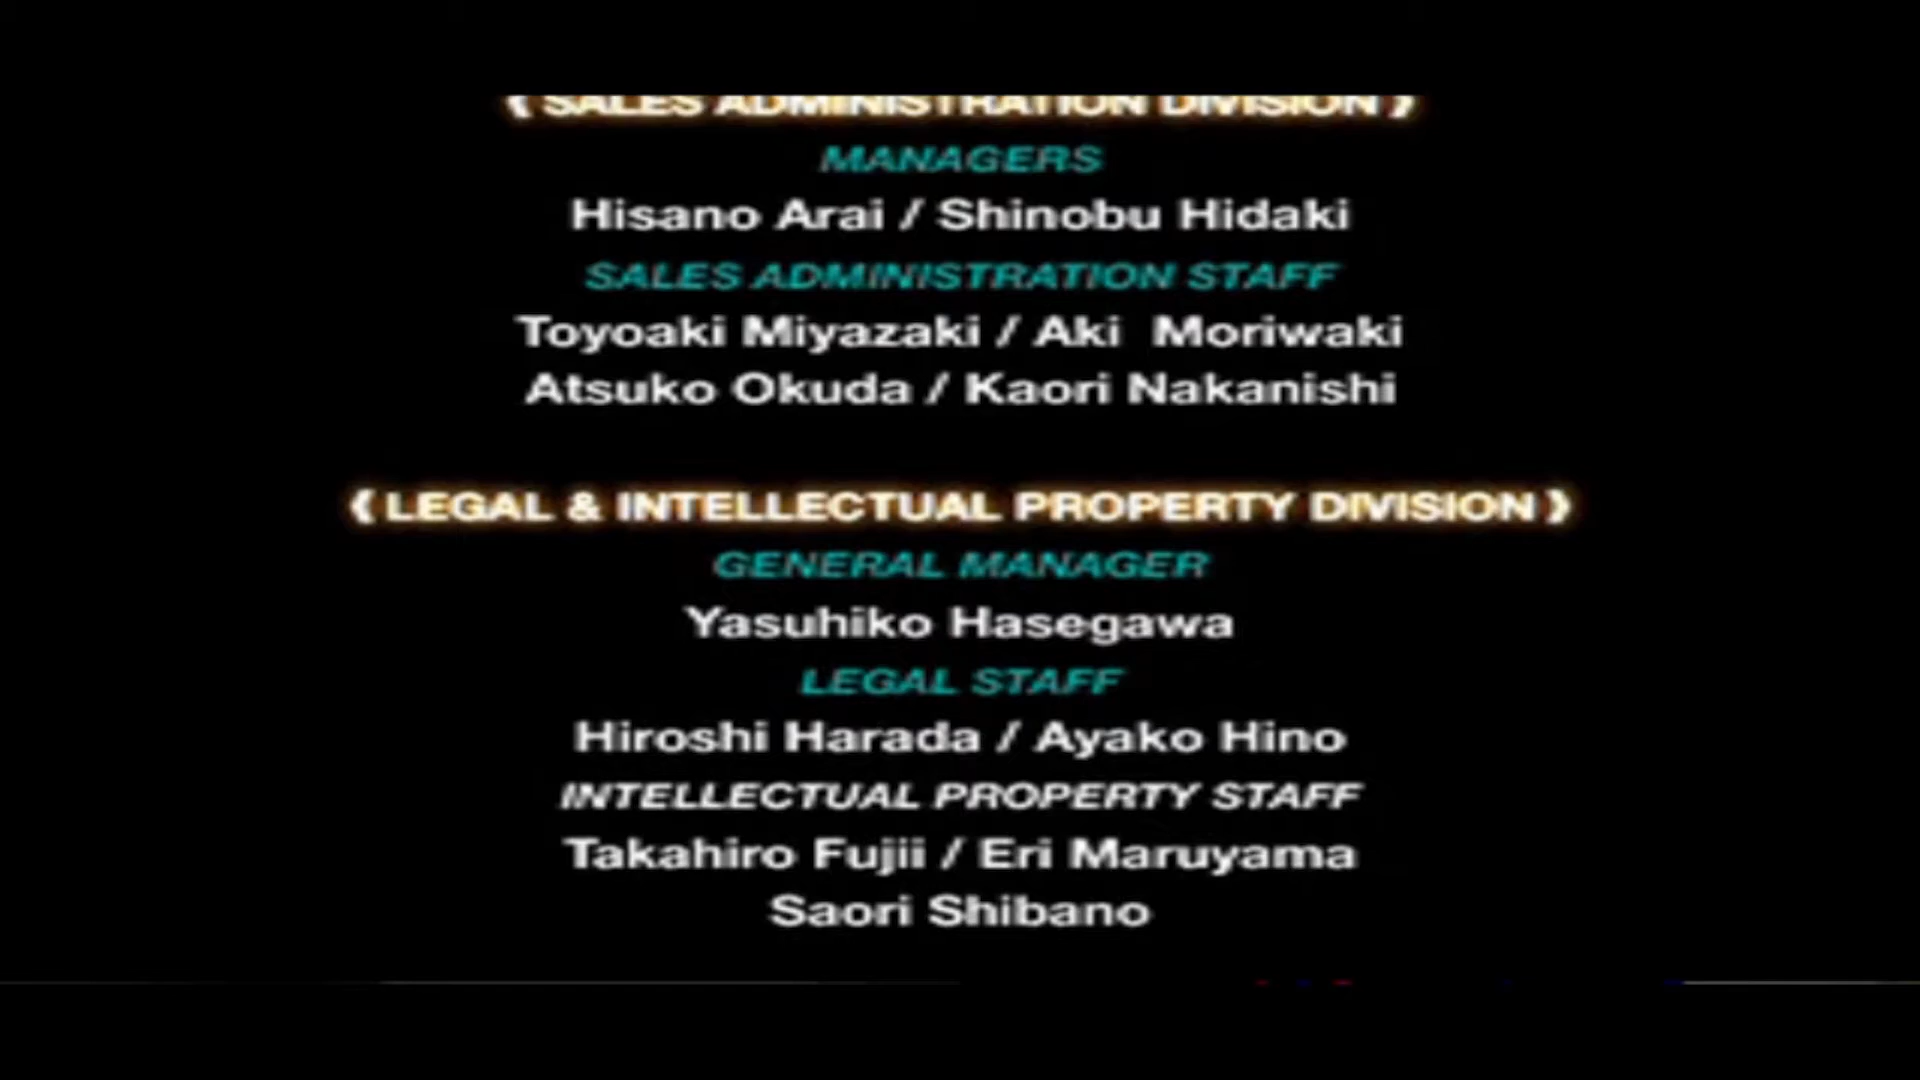 ❰ SALES ADMINISTRATION DIVISION ❱
MANAGERS
Hisano Arai / Shinobu Hidaki
SALES ADMINISTRATION STAFF
Toyoaki Miyazaki / Aki  Moriwaki
Atsuko Okuda / Kaori Nakanishi
❰ LEGAL & INTELLECTUAL PROPERTY DIVISION ❱
GENERAL MANAGER
Yasuhiko Hasegawa
LEGAL STAFF
Hiroshi Harada / Ayako Hino
INTELLECTUAL PROPERTY STAFF
Takahiro Fujii / Eri Maruyama
Saori Shibano